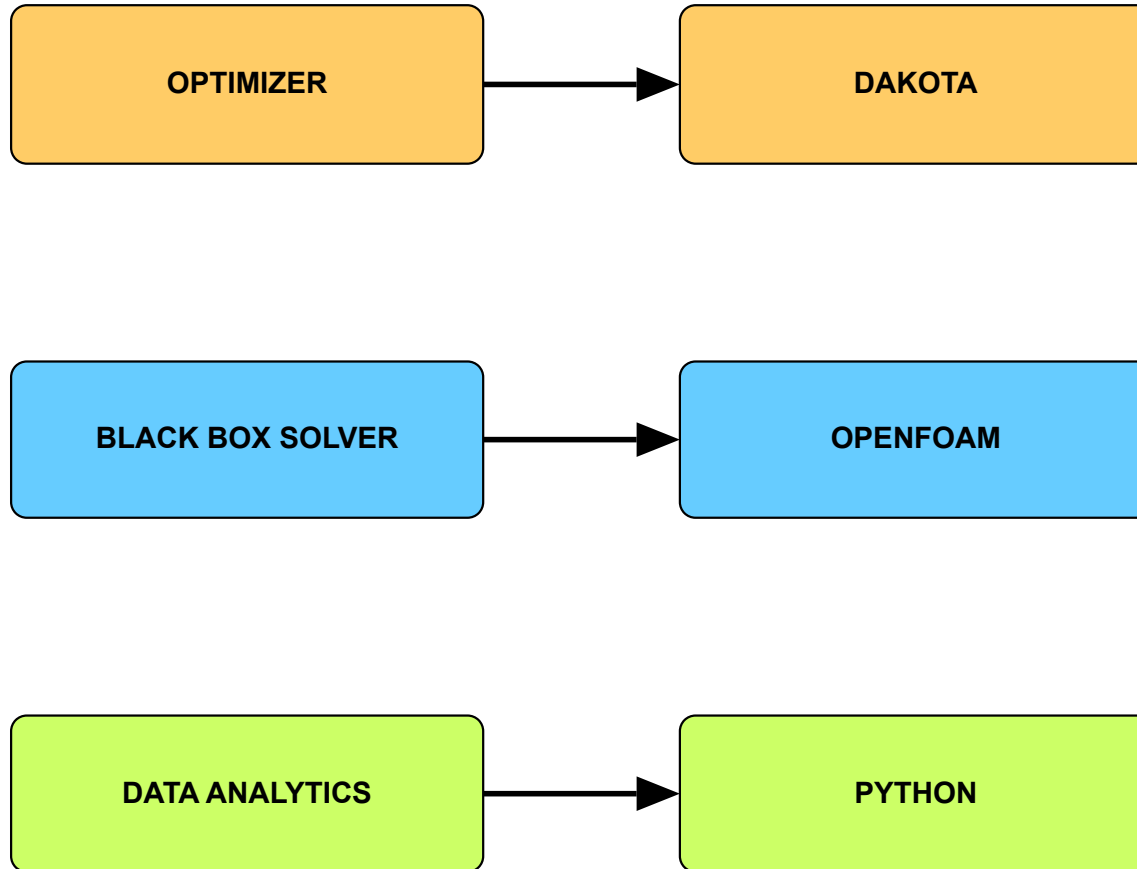 OPTIMIZER
DAKOTA
BLACK BOX SOLVER
OPENFOAM
DATA ANALYTICS
PYTHON